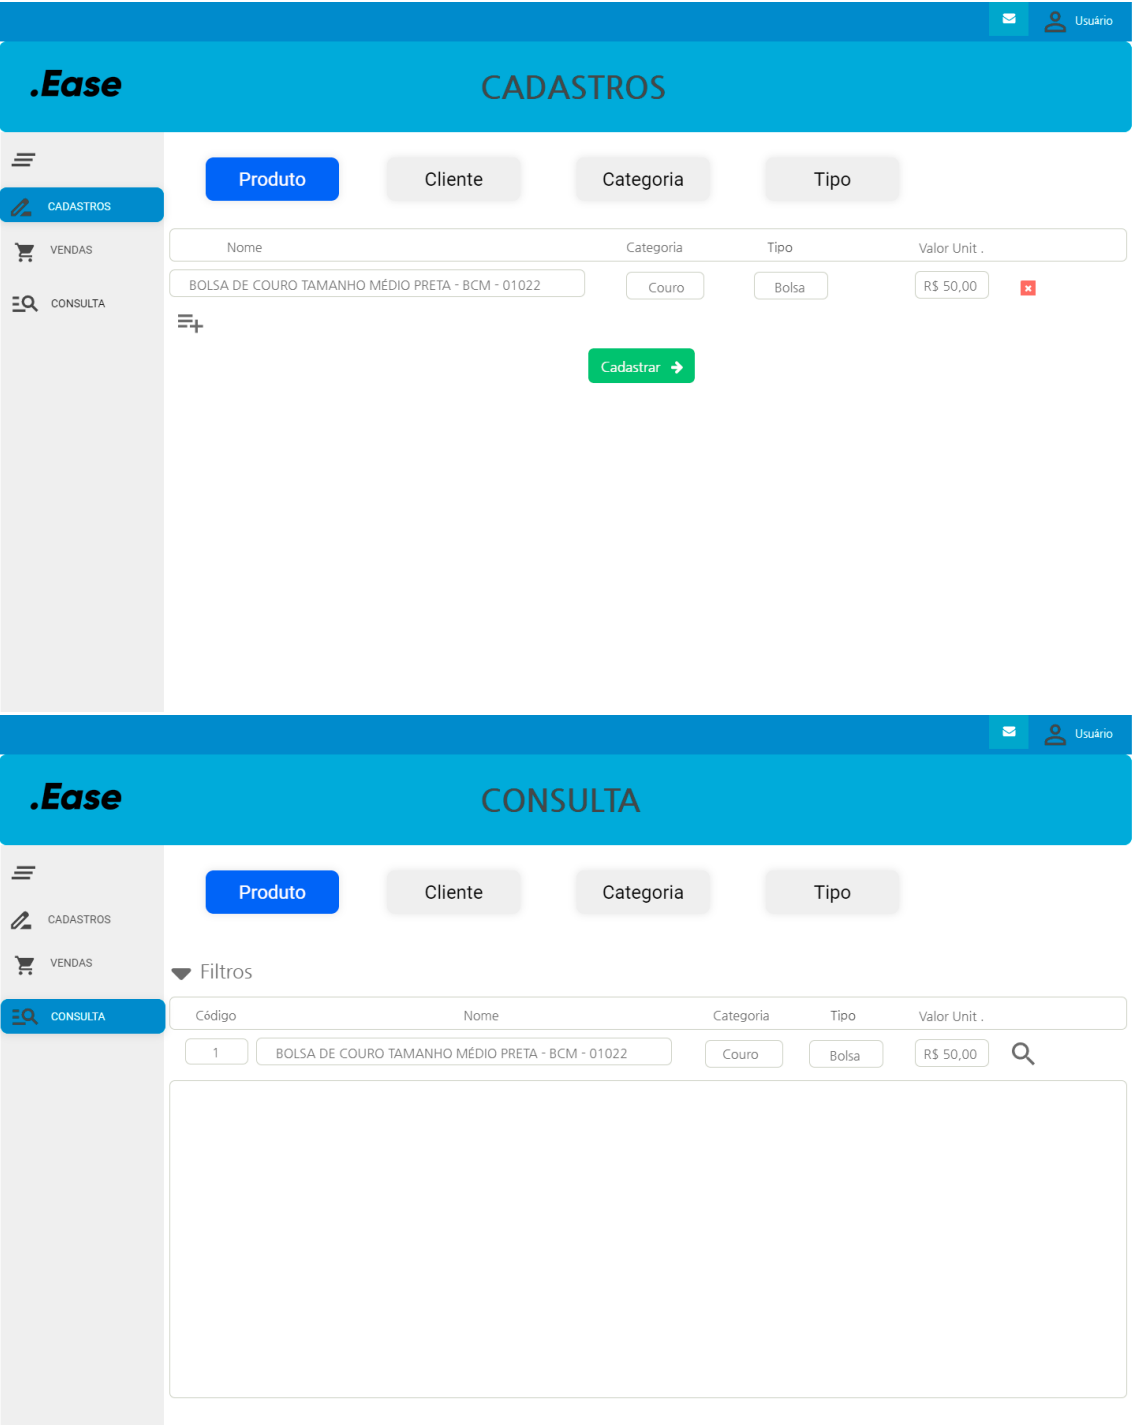 Usuário
.Ease
CADASTROS
Produto Cliente Categoria Tipo
CADASTROS
VENDAS
CONSULTA
Nome Categoria Tipo Valor Unit .
BOLSA DE COURO TAMANHO MÉDIO PRETA - BCM - 01022 Couro Bolsa R$ 50,00
Cadastrar
Usuário
.Ease
CONSULTA
Produto Cliente Categoria Tipo
CADASTROS
VENDAS
CONSULTA
Filtros
Código Nome Categoria Tipo Valor Unit .
1 BOLSA DE COURO TAMANHO MÉDIO PRETA - BCM - 01022 Couro Bolsa R$ 50,00